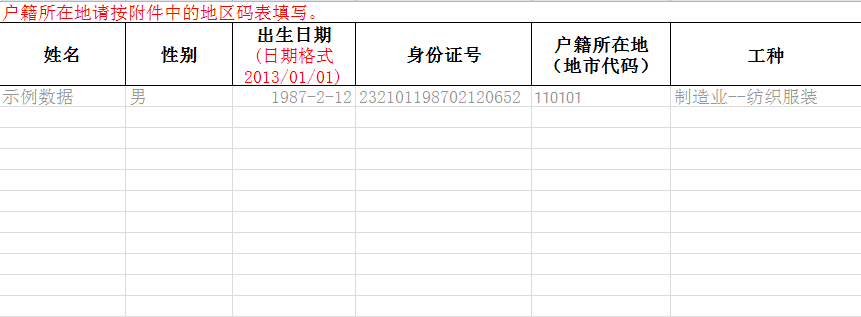 户籍所在地请按附件中的地区码表填写。
姓名 性别 出生日期 (日期格式 2013/01/01) 身份证号 户籍所在地 （地市代码） 工种
示例数据 男 1987-2-12 232101198702120652 110101 制造业--纺织服装